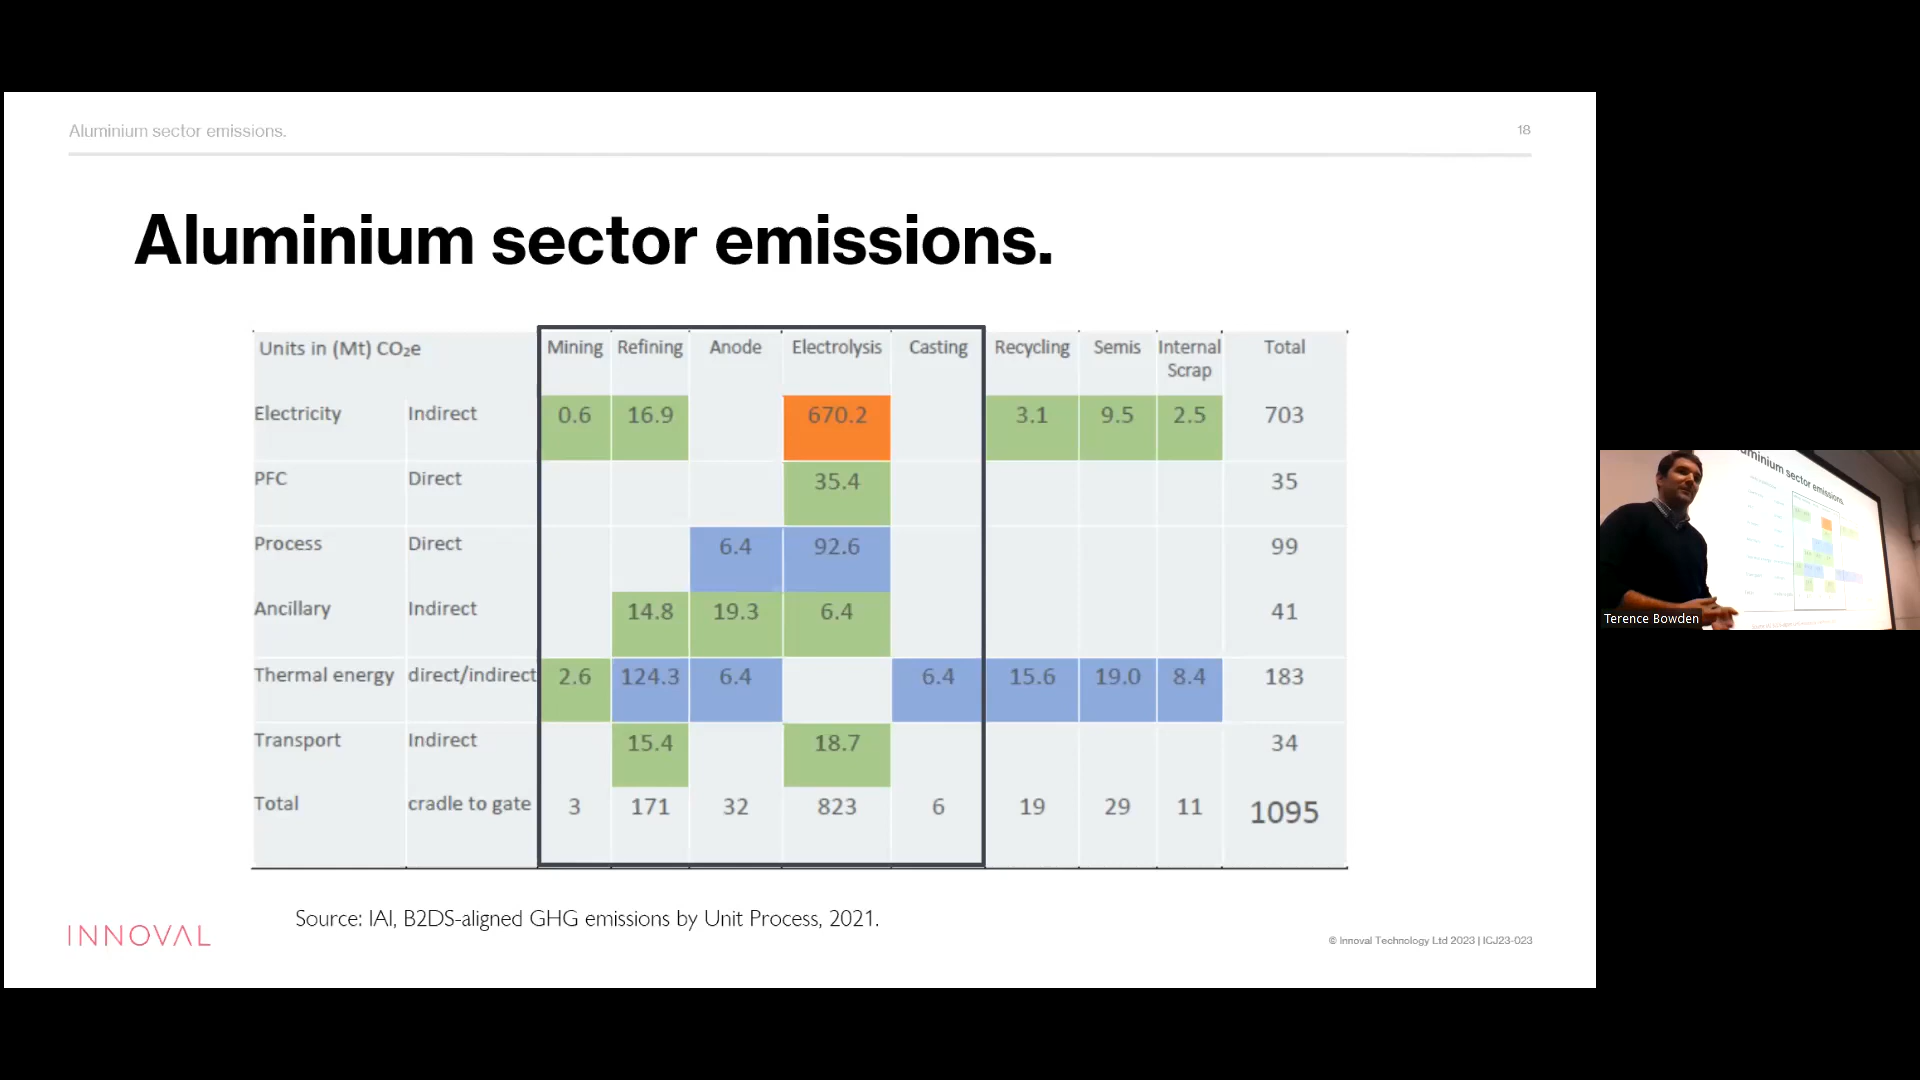 Aluminium sector emissions.
18
Aluminium sector emissions.
Units in (Mt) CO₂e Mining Refining Anode Electrolysis Casting Recycling Semis Internal Scrap Total
Electricity Indirect 0.6 16.9 670.2 3.1 9.5 2.5 703
PFC Direct 35.4 35
Process Direct 6.4 92.6 99
Ancillary Indirect 14.8 19.3 6.4 41
Thermal energy direct/indirect 2.6 124.3 6.4 6.4 15.6 19.0 8.4 183
Transport Indirect 15.4 18.7 34
Total cradle to gate 3 171 32 823 6 19 29 11 1095
Source: IAI, B2DS-aligned GHG emissions by Unit Process, 2021.
INNOVAL
© Innoval Technology Ltd 2023 | ICJ23-023
uminium sector emissions.
Terence Bowden